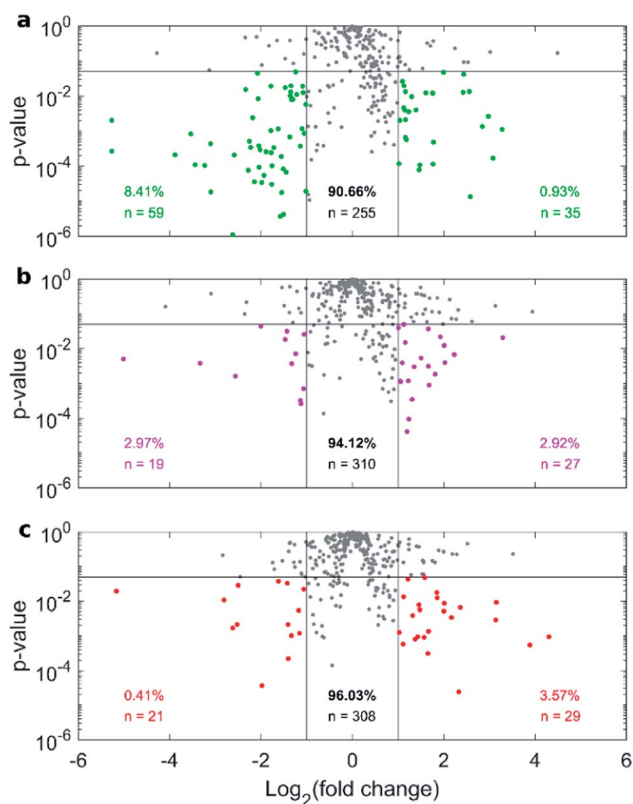 a
10^0
10^-2
10^-4
10^-6
p-value
8.41%
90.66%
0.93%
n = 59
n = 255
n = 35
b
10^0
10^-2
10^-4
10^-6
p-value
2.97%
94.12%
2.92%
n = 19
n = 310
n = 27
c
10^0
10^-2
10^-4
10^-6
p-value
0.41%
96.03%
3.57%
n = 21
n = 308
n = 29
-6 -4 -2 0 2 4 6
Log_2(fold change)